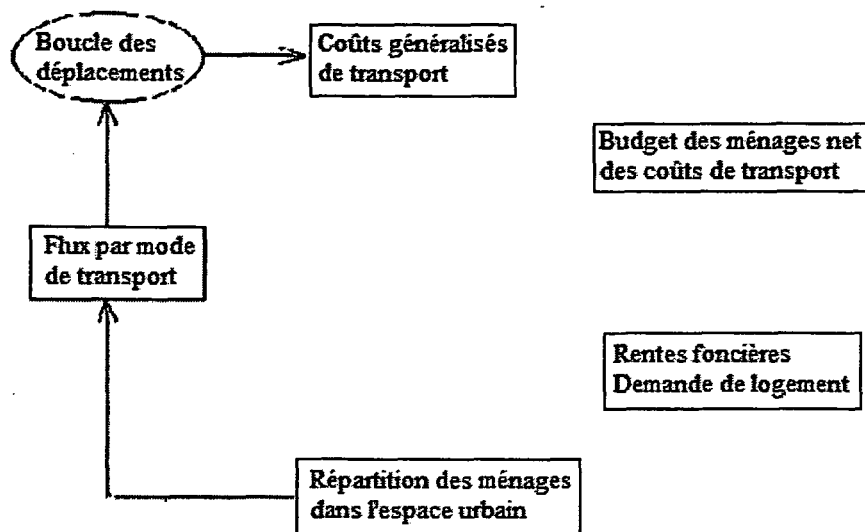 Boucle des
déplacements
Coûts généralisés
de transport
Budget des ménages net
des coûts de transport
Flux par mode
de transport
Rentes foncières
Demande de logement
Répartition des ménages
dans l'espace urbain